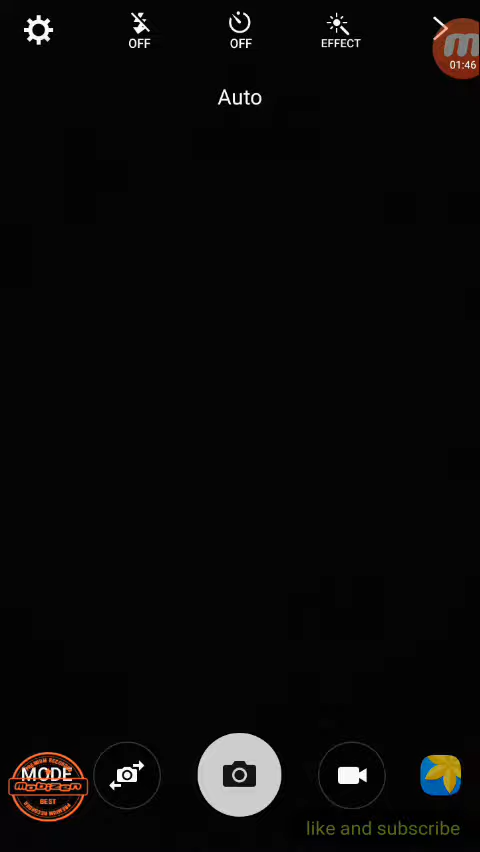 OFF
OFF
EFFECT
01:46
Auto
MODE
mobizen
BEST
like and subscribe